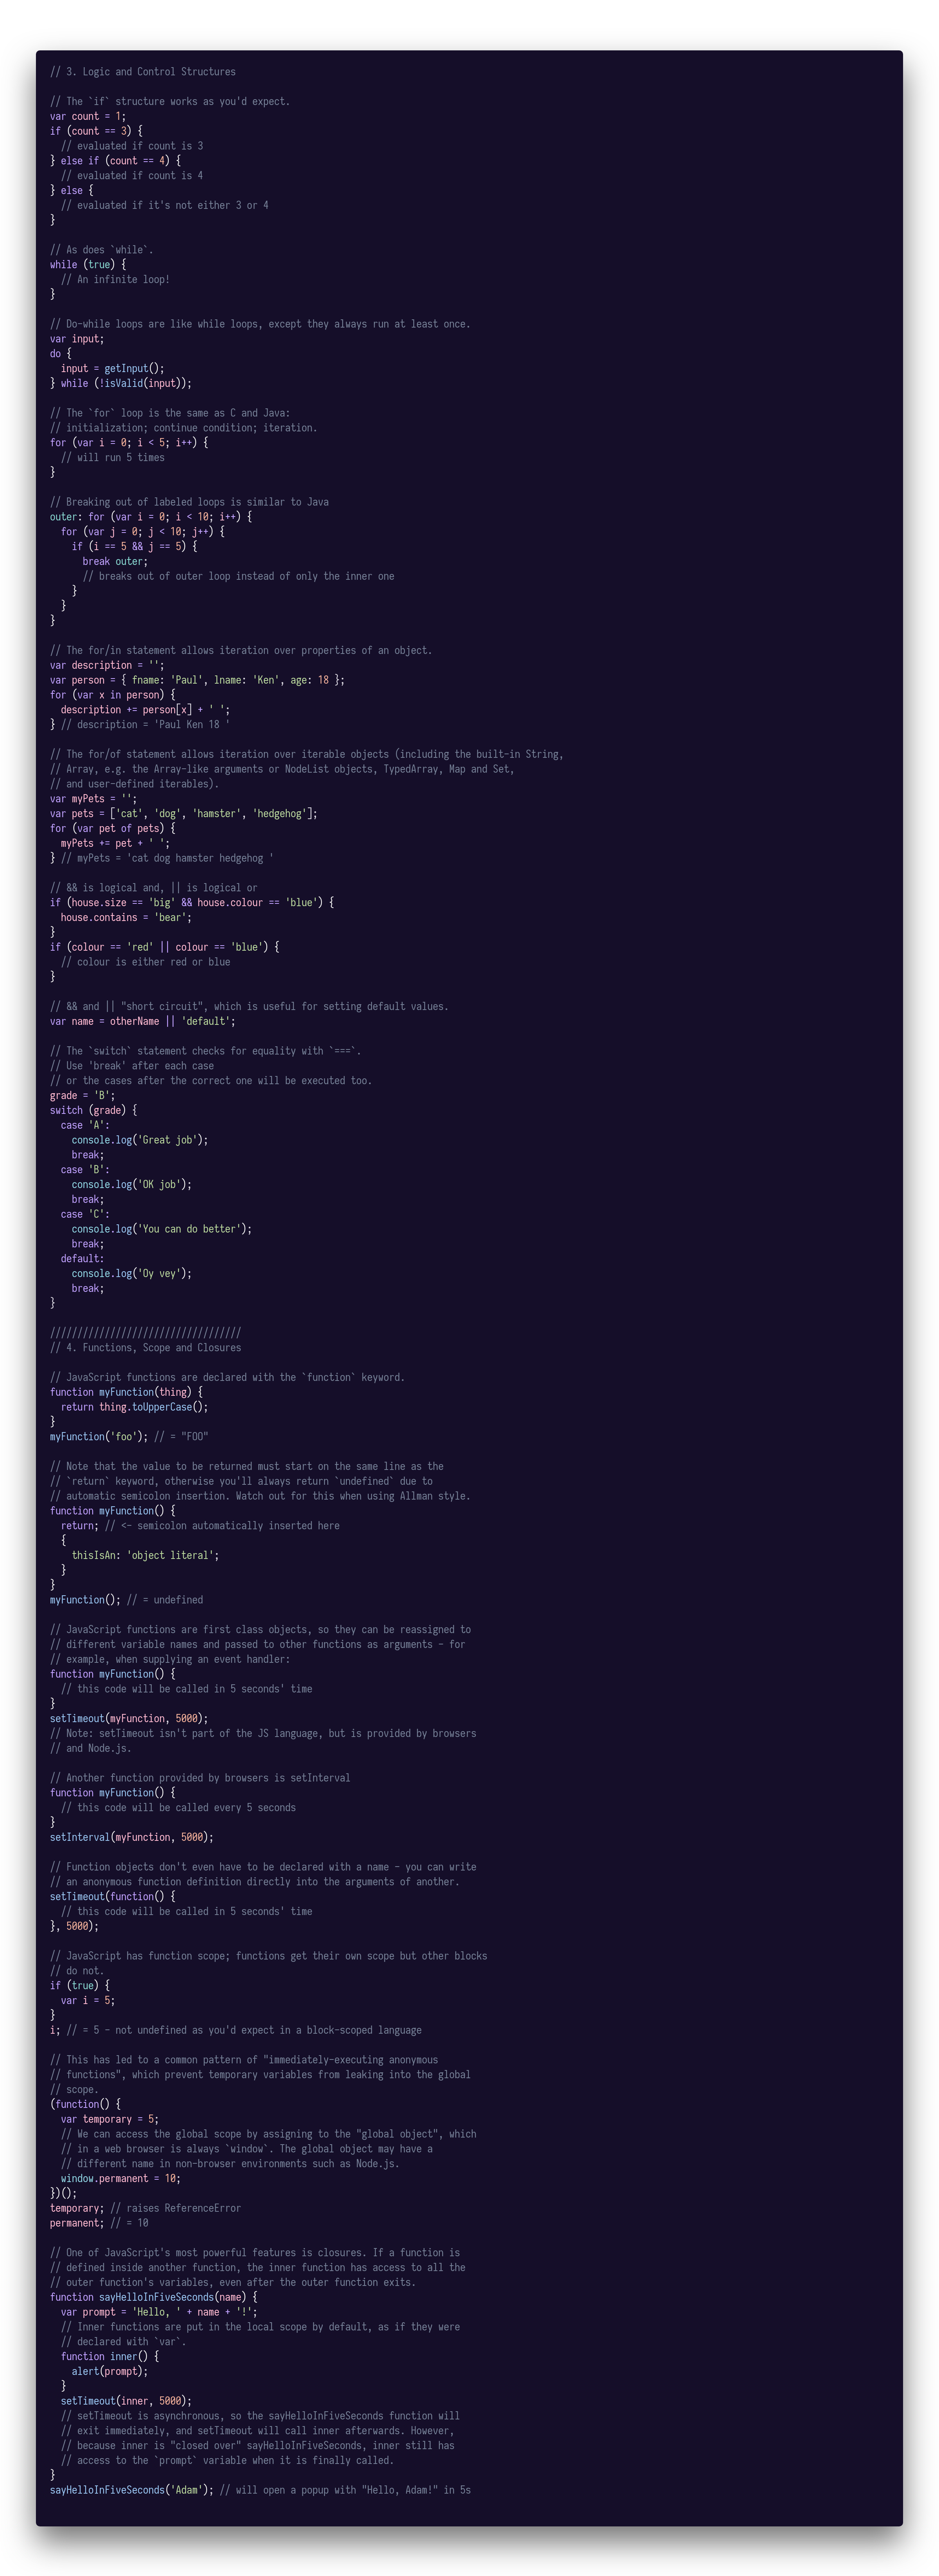 // 3. Logic and Control Structures

// The `if` structure works as you'd expect.
var count = 1;
if (count == 3) {
  // evaluated if count is 3
} else if (count == 4) {
  // evaluated if count is 4
} else {
  // evaluated if it's not either 3 or 4
}

// As does `while`.
while (true) {
  // An infinite loop!
}

// Do-while loops are like while loops, except they always run at least once.
var input;
do {
  input = getInput();
} while (!isValid(input));

// The `for` loop is the same as C and Java:
// initialization; continue condition; iteration.
for (var i = 0; i < 5; i++) {
  // will run 5 times
}

// Breaking out of labeled loops is similar to Java
outer: for (var i = 0; i < 10; i++) {
  for (var j = 0; j < 10; j++) {
    if (i == 5 && j == 5) {
      break outer;
      // breaks out of outer loop instead of only the inner one
    }
  }
}

// The for/in statement allows iteration over properties of an object.
var description = '';
var person = { fname: 'Paul', lname: 'Ken', age: 18 };
for (var x in person) {
  description += person[x] + ' ';
} // description = 'Paul Ken 18 '

// The for/of statement allows iteration over iterable objects (including the built-in String,
// Array, e.g. the Array-like arguments or NodeList objects, TypedArray, Map and Set,
// and user-defined iterables).
var myPets = '';
var pets = ['cat', 'dog', 'hamster', 'hedgehog'];
for (var pet of pets) {
  myPets += pet + ' ';
} // myPets = 'cat dog hamster hedgehog '

// && is logical and, || is logical or
if (house.size == 'big' && house.colour == 'blue') {
  house.contains = 'bear';
}
if (colour == 'red' || colour == 'blue') {
  // colour is either red or blue
}

// && and || "short circuit", which is useful for setting default values.
var name = otherName || 'default';

// The `switch` statement checks for equality with `===`.
// Use 'break' after each case
// or the cases after the correct one will be executed too.
grade = 'B';
switch (grade) {
  case 'A':
    console.log('Great job');
    break;
  case 'B':
    console.log('OK job');
    break;
  case 'C':
    console.log('You can do better');
    break;
  default:
    console.log('Oy vey');
    break;
}

///////////////////////////////////
// 4. Functions, Scope and Closures

// JavaScript functions are declared with the `function` keyword.
function myFunction(thing) {
  return thing.toUpperCase();
}
myFunction('foo'); // = "FOO"

// Note that the value to be returned must start on the same line as the
// `return` keyword, otherwise you'll always return `undefined` due to
// automatic semicolon insertion. Watch out for this when using Allman style.
function myFunction() {
  return; // <- semicolon automatically inserted here
  {
    thisIsAn: 'object literal';
  }
}
myFunction(); // = undefined

// JavaScript functions are first class objects, so they can be reassigned to
// different variable names and passed to other functions as arguments - for
// example, when supplying an event handler:
function myFunction() {
  // this code will be called in 5 seconds' time
}
setTimeout(myFunction, 5000);
// Note: setTimeout isn't part of the JS language, but is provided by browsers
// and Node.js.

// Another function provided by browsers is setInterval
function myFunction() {
  // this code will be called every 5 seconds
}
setInterval(myFunction, 5000);

// Function objects don't even have to be declared with a name - you can write
// an anonymous function definition directly into the arguments of another.
setTimeout(function() {
  // this code will be called in 5 seconds' time
}, 5000);

// JavaScript has function scope; functions get their own scope but other blocks
// do not.
if (true) {
  var i = 5;
}
i; // = 5 - not undefined as you'd expect in a block-scoped language

// This has led to a common pattern of "immediately-executing anonymous
// functions", which prevent temporary variables from leaking into the global
// scope.
(function() {
  var temporary = 5;
  // We can access the global scope by assigning to the "global object", which
  // in a web browser is always `window`. The global object may have a
  // different name in non-browser environments such as Node.js.
  window.permanent = 10;
})();
temporary; // raises ReferenceError
permanent; // = 10

// One of JavaScript's most powerful features is closures. If a function is
// defined inside another function, the inner function has access to all the
// outer function's variables, even after the outer function exits.
function sayHelloInFiveSeconds(name) {
  var prompt = 'Hello, ' + name + '!';
  // Inner functions are put in the local scope by default, as if they were
  // declared with `var`.
  function inner() {
    alert(prompt);
  }
  setTimeout(inner, 5000);
  // setTimeout is asynchronous, so the sayHelloInFiveSeconds function will
  // exit immediately, and setTimeout will call inner afterwards. However,
  // because inner is "closed over" sayHelloInFiveSeconds, inner still has
  // access to the `prompt` variable when it is finally called.
}
sayHelloInFiveSeconds('Adam'); // will open a popup with "Hello, Adam!" in 5s